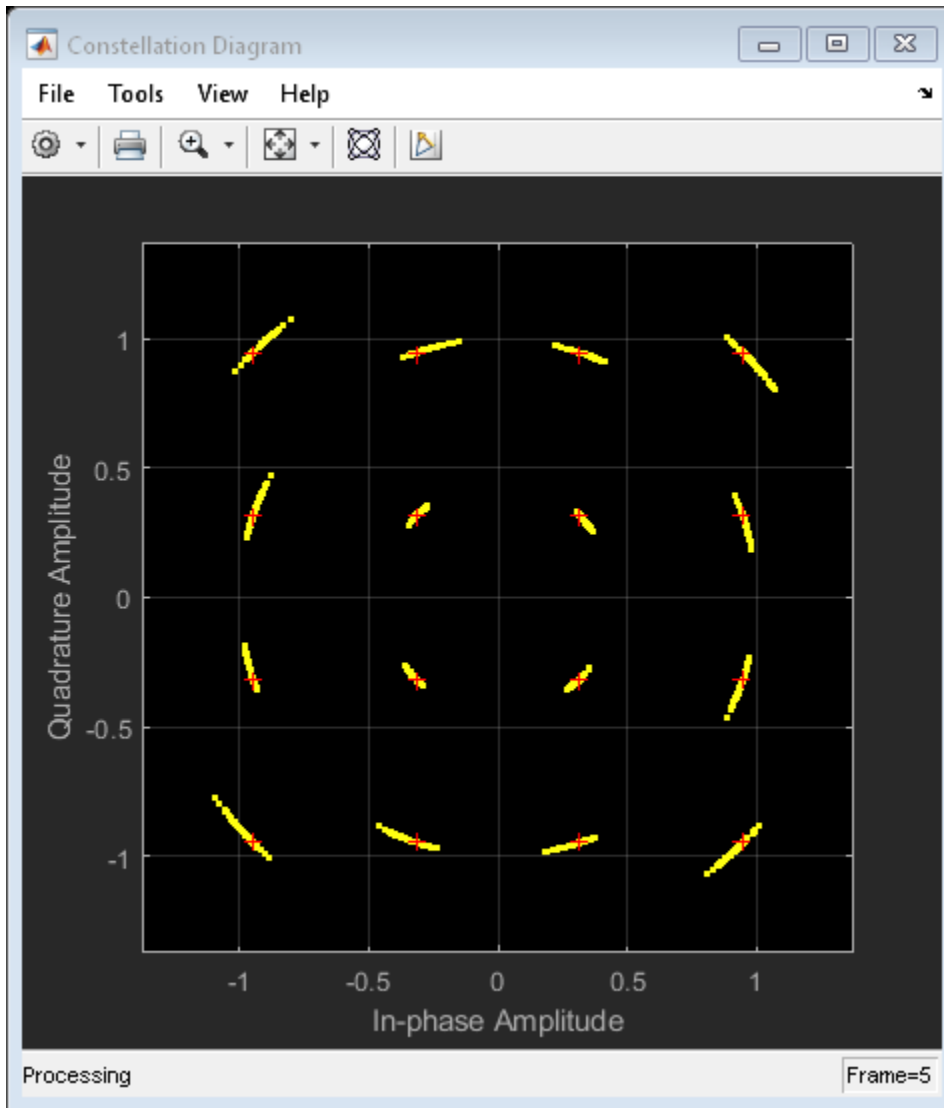 Constellation Diagram
File Tools View Help
1
0.5
0
-0.5
-1
Quadrature Amplitude
-1 -0.5 0 0.5 1
In-phase Amplitude
Processing Frame=5